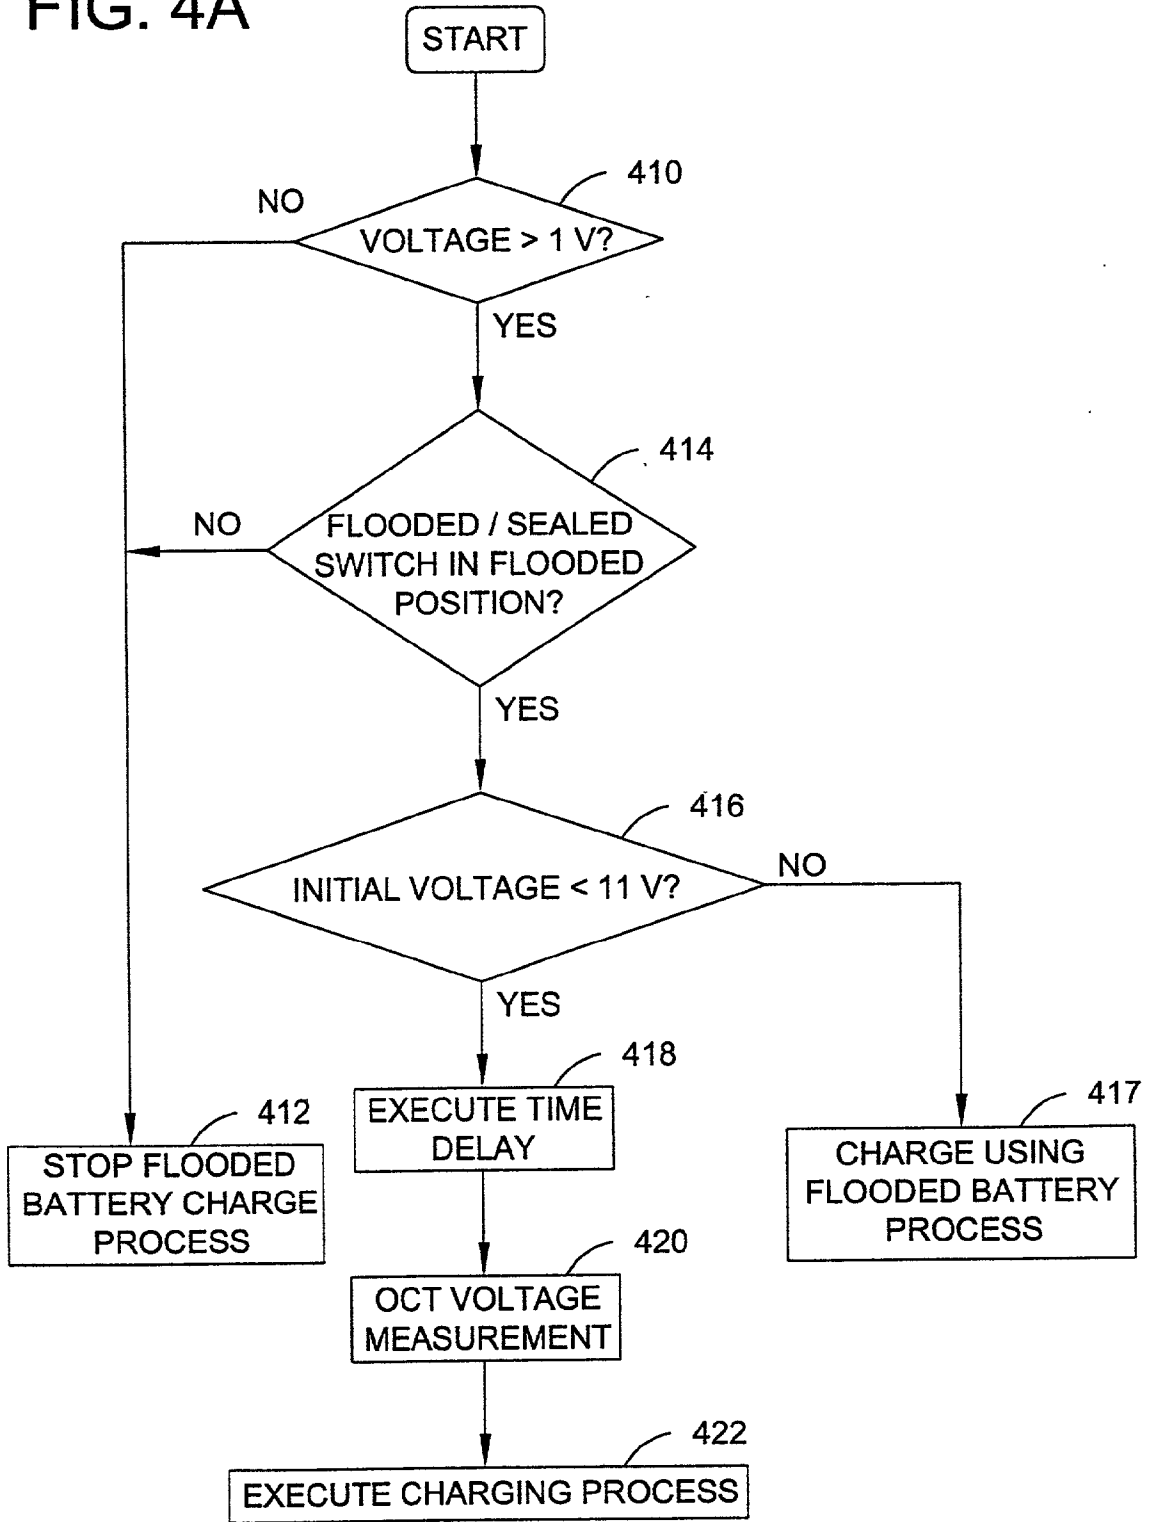 FIG. 4A
START
410
NO
VOLTAGE > 1 V?
YES
414
NO
FLOODED / SEALED
SWITCH IN FLOODED
POSITION?
YES
416
NO
INITIAL VOLTAGE < 11 V?
YES
418
EXECUTE TIME
DELAY
412
STOP FLOODED
BATTERY CHARGE
PROCESS
417
CHARGE USING
FLOODED BATTERY
PROCESS
420
OCT VOLTAGE
MEASUREMENT
422
EXECUTE CHARGING PROCESS